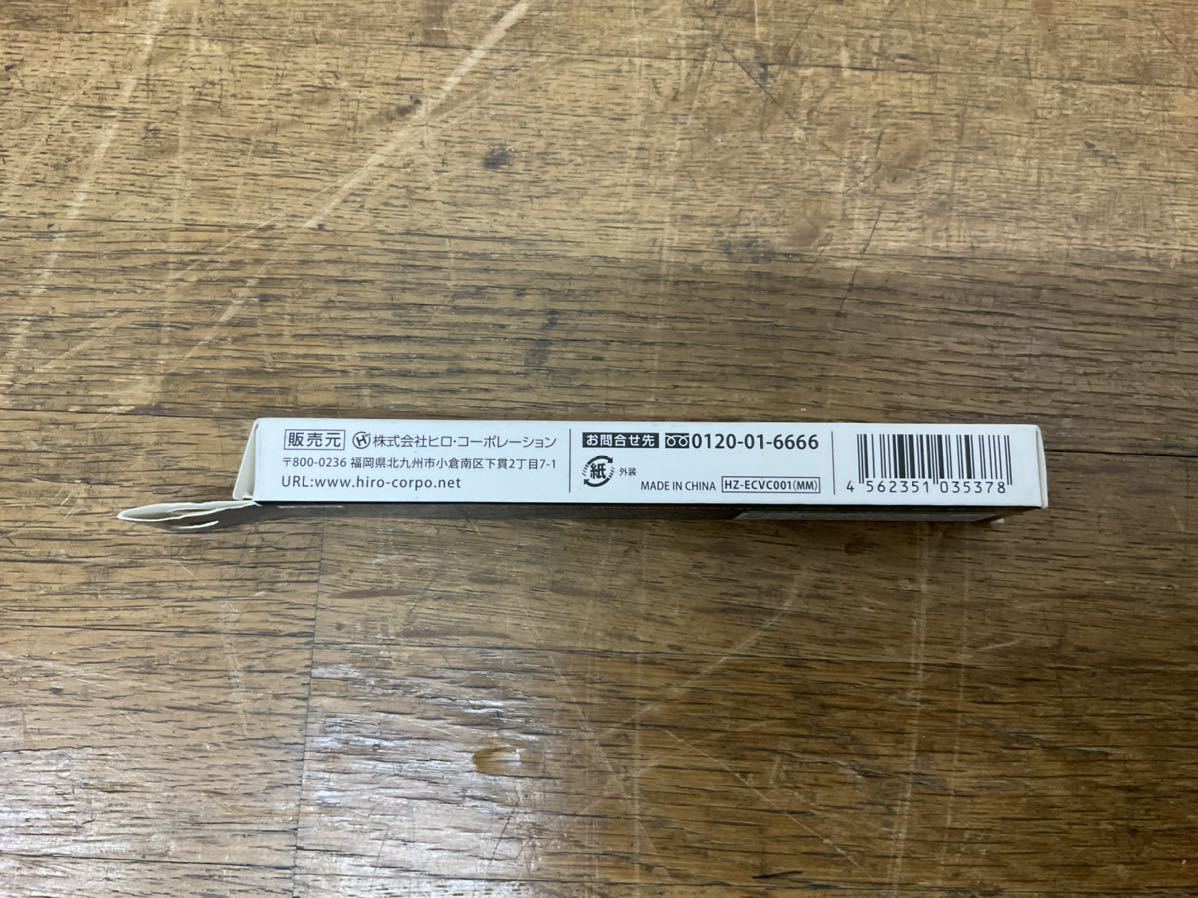 販売元 株式会社ヒロ・コーポレーション
〒800-0236 福岡県北九州市小倉南区下貫2丁目7-1
URL:www.hiro-corpo.net
お問合せ先 0120-01-6666
紙 外装
MADE IN CHINA HZ-ECVC001(MM)
4 562351 035378